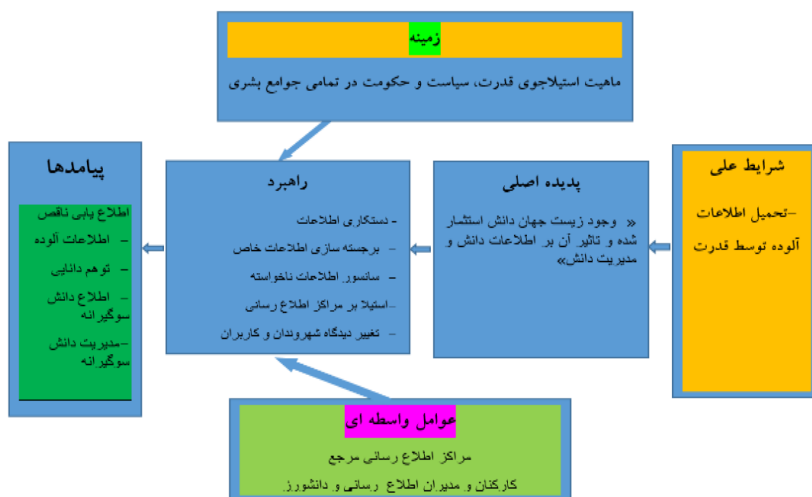 زمینه
ماهیت استیلاجوی قدرت، سیاست و حکومت در تمامی جوامع بشری
شرایط علی
-تحمیل اطلاعات
آلوده توسط قدرت
پدیده اصلی
« وجود زیست جهان دانش استثمار
شده و تاثیر آن بر اطلاعات دانش و
مدیریت دانش»
راهبرد
- دستکاری اطلاعات
- برجسته سازی اطلاعات خاص
- سانسور اطلاعات ناخواسته
-استیلا بر مراکز اطلاع رسانی
- تغییر دیدگاه شهروندان و کاربران
پیامدها
اطلاع یابی ناقص
- اطلاعات آلوده
- توهم دانایی
- اطلاع دانش
سوگیرانه
-مدیریت دانش
سوگیرانه
عوامل واسطه ای
مراکز اطلاع رسانی مرجع
کارکنان و مدیران اطلاع رسانی و دانشورز